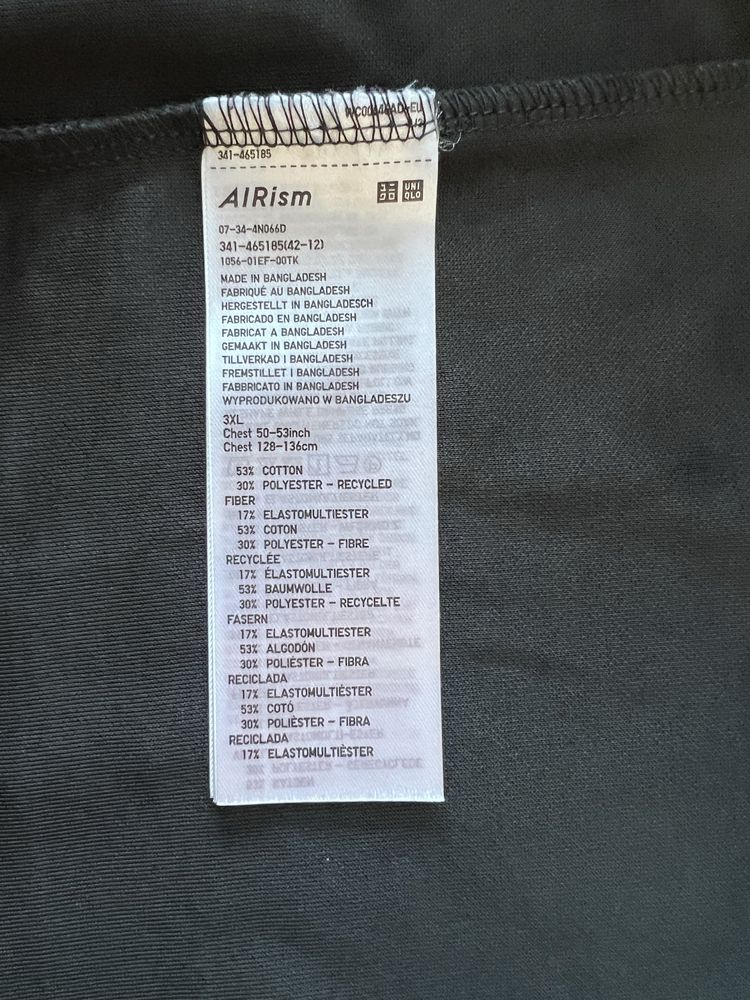 341-465185
AIRism
UNI
QLO
07-34-4N066D
341-465185(42-12)
1056-01EF-00TK
MADE IN BANGLADESH
FABRIQUÉ AU BANGLADESH
HERGESTELLT IN BANGLADESCH
FABRICADO EN BANGLADESH
FABRICAT A BANGLADESH
GEMAAKT IN BANGLADESH
TILLVERKAD I BANGLADESH
FREMSTILLET I BANGLADESH
FABBRICATO IN BANGLADESH
WYPRODUKOWANO W BANGLADESZU
3XL
Chest 50-53inch
Chest 128-136cm
53% COTTON
30% POLYESTER - RECYCLED
FIBER
17% ELASTOMULTIESTER
53% COTON
30% POLYESTER - FIBRE
RECYCLÉE
17% ÉLASTOMULTIESTER
53% BAUMWOLLE
30% POLYESTER - RECYCELTE
FASERN
17% ELASTOMULTIESTER
53% ALGODÓN
30% POLIÉSTER - FIBRA
RECICLADA
17% ELASTOMULTIÉSTER
53% COTÓ
30% POLIÈSTER - FIBRA
RECICLADA
17% ELASTOMULTIÈSTER